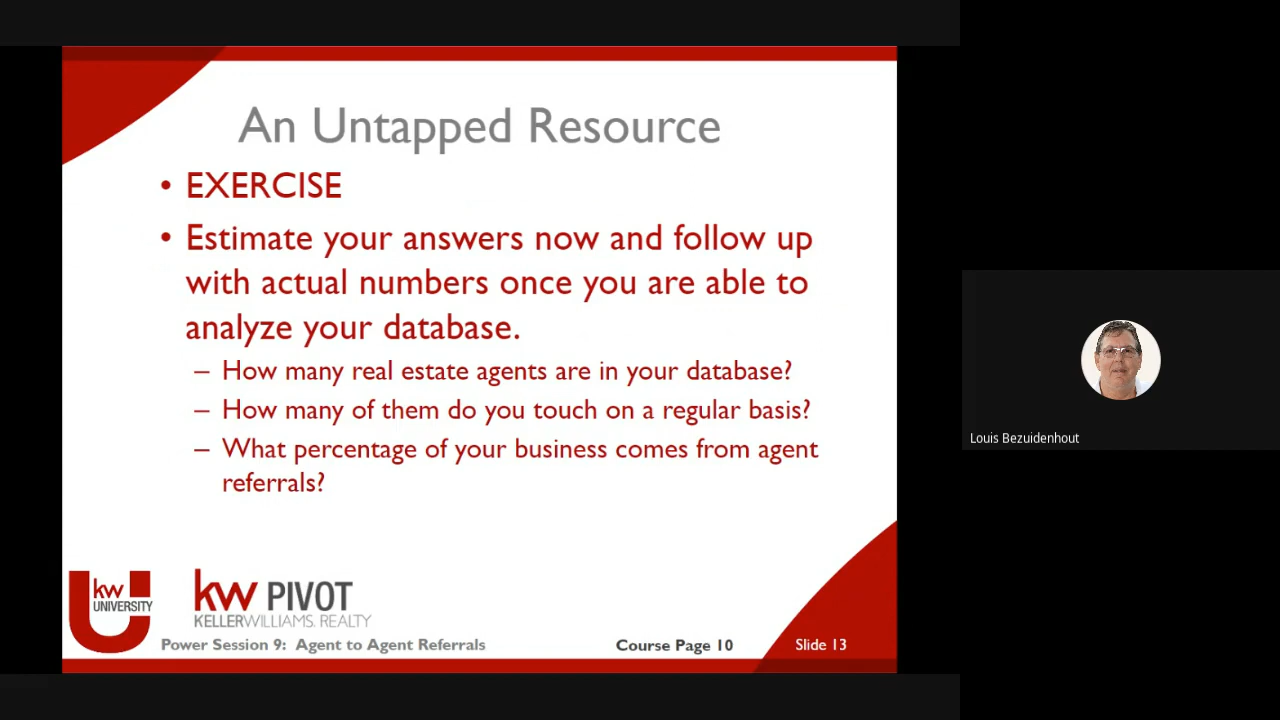 An Untapped Resource
• EXERCISE
• Estimate your answers now and follow up
with actual numbers once you are able to
analyze your database.
– How many real estate agents are in your database?
– How many of them do you touch on a regular basis?
– What percentage of your business comes from agent
referrals?
kw
UNIVERSITY
kw PIVOT
KELLERWILLIAMS. REALTY
Power Session 9: Agent to Agent Referrals
Course Page 10
Slide 13
Louis Bezuidenhout